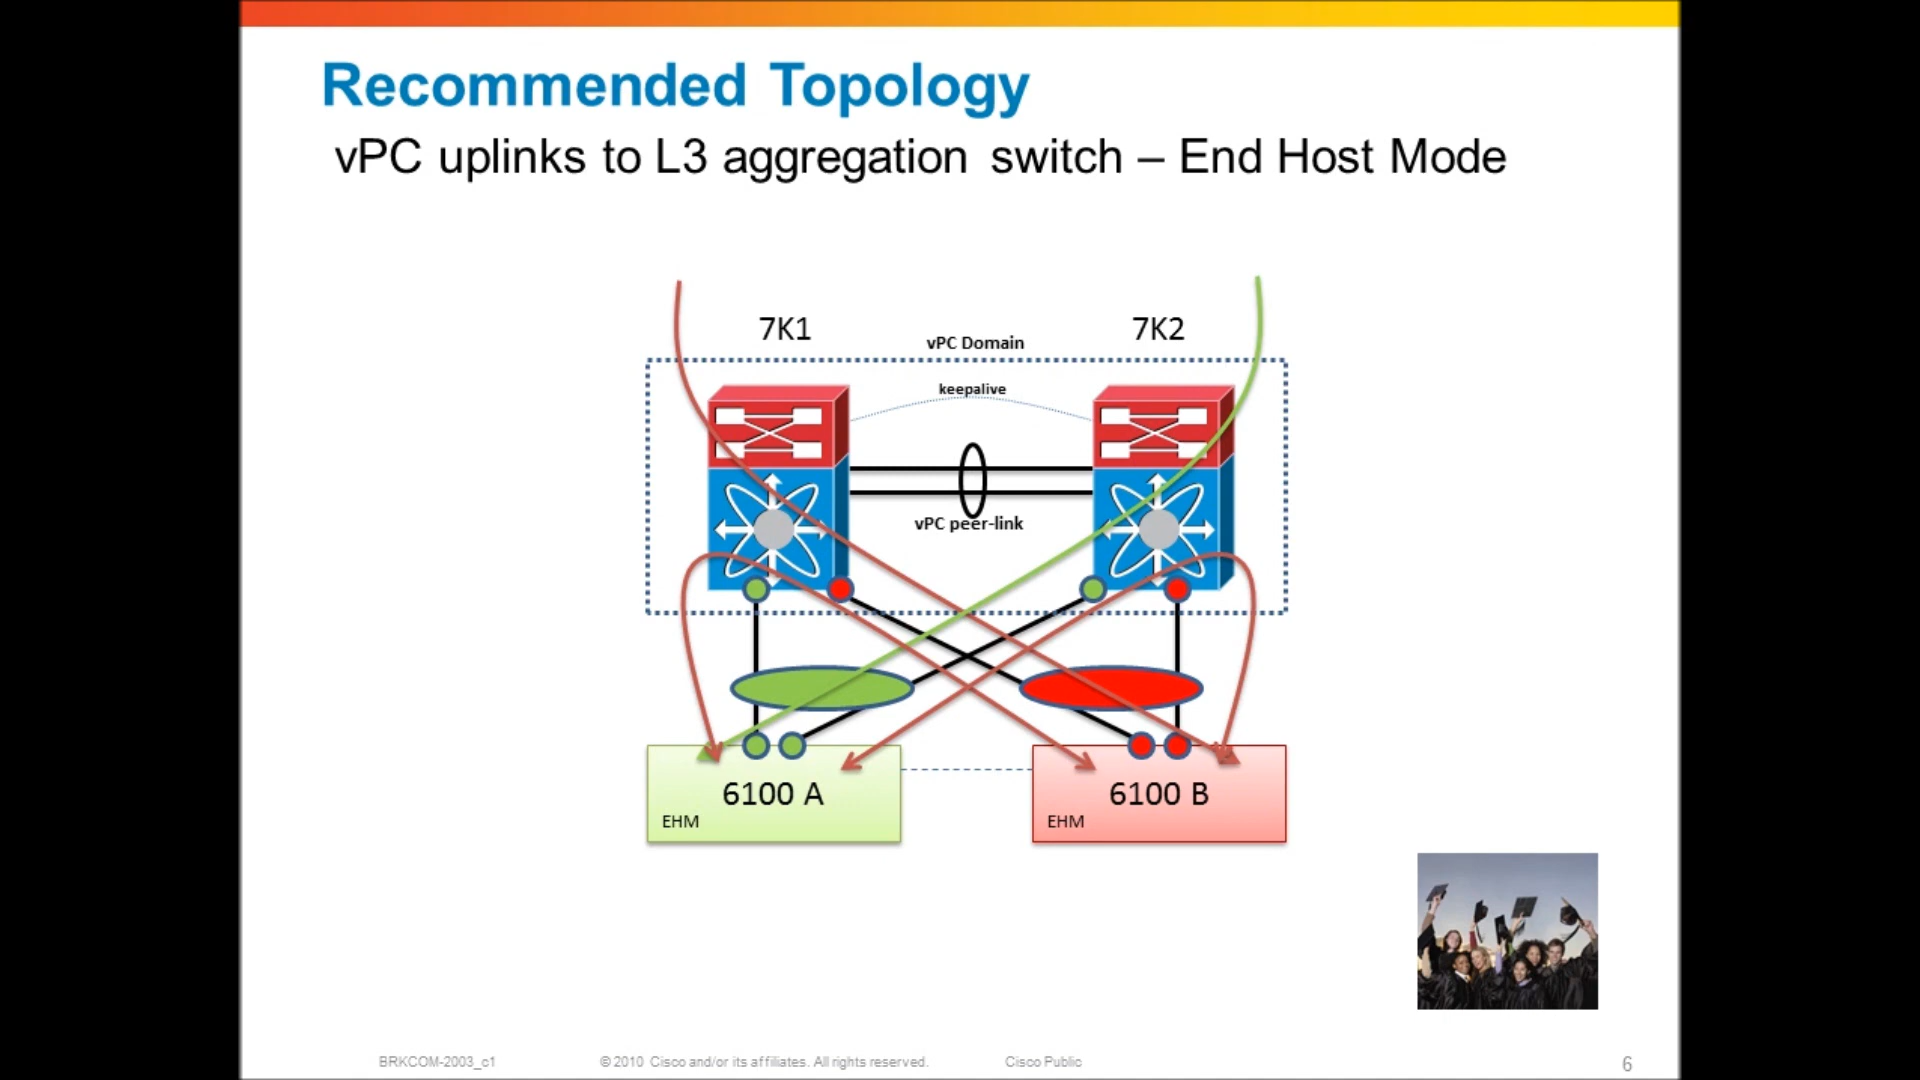 Recommended Topology
vPC uplinks to L3 aggregation switch – End Host Mode
7K1
7K2
vPC Domain
keepalive
vPC peer-link
6100 A
EHM
6100 B
EHM
BRKCOM-2003_c1
© 2010 Cisco and/or its affiliates. All rights reserved.
Cisco Public
6